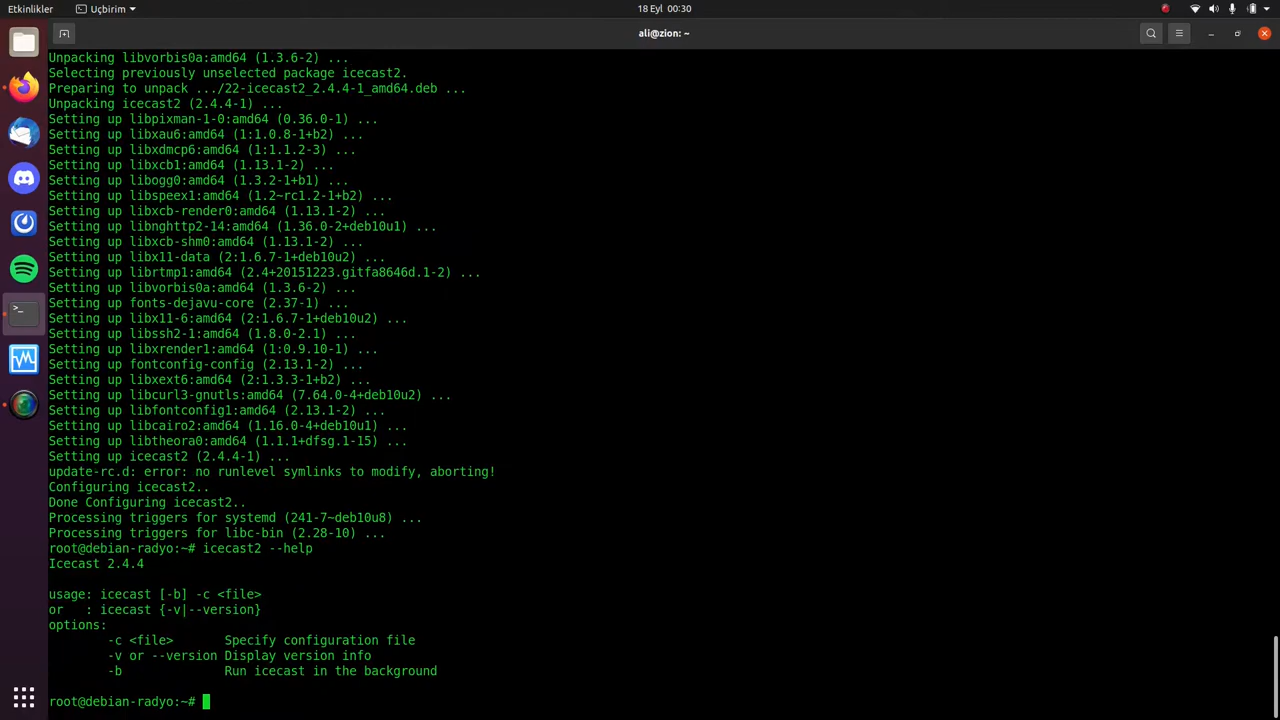 Etkinlikler
Uçbirim
18 Eyl 00:30
ali@zion: ~
Unpacking libvorbis0a:amd64 (1.3.6-2) ...
Selecting previously unselected package icecast2.
Preparing to unpack .../22-icecast2_2.4.4-1_amd64.deb ...
Unpacking icecast2 (2.4.4-1) ...
Setting up libpixman-1-0:amd64 (0.36.0-1) ...
Setting up libxau6:amd64 (1:1.0.8-1+b2) ...
Setting up libxdmcp6:amd64 (1:1.1.2-3) ...
Setting up libxcb1:amd64 (1.13.1-2) ...
Setting up libogg0:amd64 (1.3.2-1+b1) ...
Setting up libspeex1:amd64 (1.2~rc1.2-1+b2) ...
Setting up libxcb-render0:amd64 (1.13.1-2) ...
Setting up libnghttp2-14:amd64 (1.36.0-2+deb10u1) ...
Setting up libxcb-shm0:amd64 (1.13.1-2) ...
Setting up libx11-data (2:1.6.7-1+deb10u2) ...
Setting up librtmp1:amd64 (2.4+20151223.gitfa8646d.1-2) ...
Setting up libvorbis0a:amd64 (1.3.6-2) ...
Setting up fonts-dejavu-core (2.37-1) ...
Setting up libx11-6:amd64 (2:1.6.7-1+deb10u2) ...
Setting up libssh2-1:amd64 (1.8.0-2.1) ...
Setting up libxrender1:amd64 (1:0.9.10-1) ...
Setting up fontconfig-config (2.13.1-2) ...
Setting up libxext6:amd64 (2:1.3.3-1+b2) ...
Setting up libcurl3-gnutls:amd64 (7.64.0-4+deb10u2) ...
Setting up libfontconfig1:amd64 (2.13.1-2) ...
Setting up libcairo2:amd64 (1.16.0-4+deb10u1) ...
Setting up libtheora0:amd64 (1.1.1+dfsg.1-15) ...
Setting up icecast2 (2.4.4-1) ...
update-rc.d: error: no runlevel symlinks to modify, aborting!
Configuring icecast2..
Done Configuring icecast2..
Processing triggers for systemd (241-7~deb10u8) ...
Processing triggers for libc-bin (2.28-10) ...
root@debian-radyo:~# icecast2 --help
Icecast 2.4.4
usage: icecast [-b] -c <file>
or   : icecast {-v|--version}
options:
-c <file>       Specify configuration file
-v or --version Display version info
-b              Run icecast in the background
root@debian-radyo:~#